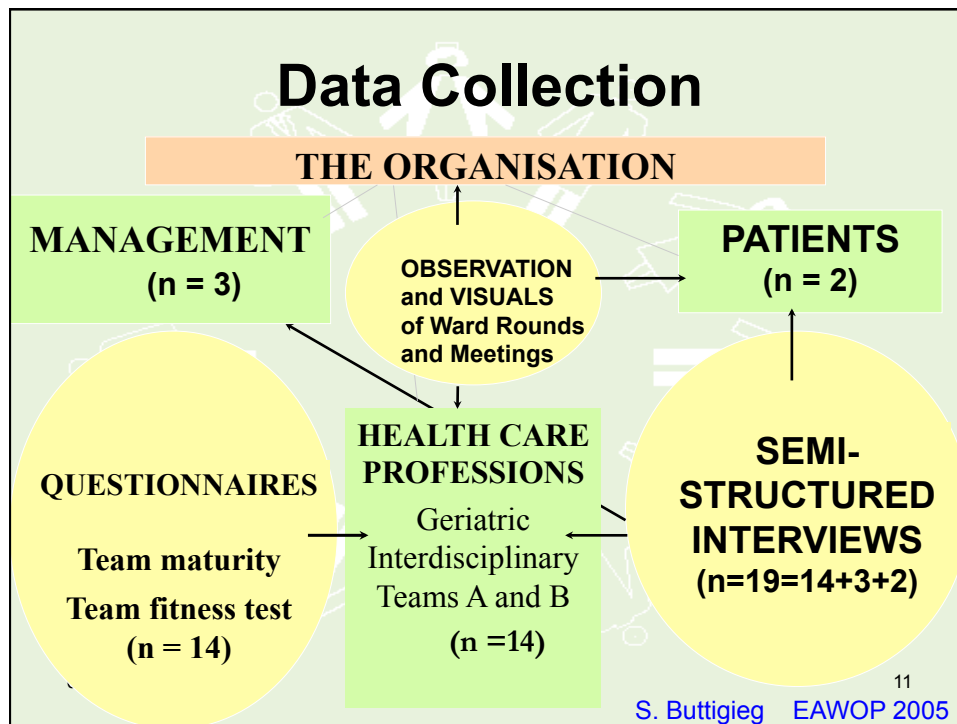 Data Collection
THE ORGANISATION
MANAGEMENT
(n = 3)
OBSERVATION
and VISUALS
of Ward Rounds
and Meetings
PATIENTS
(n = 2)
QUESTIONNAIRES
Team maturity
Team fitness test
(n = 14)
HEALTH CARE
PROFESSIONS
Geriatric
Interdisciplinary
Teams A and B
(n =14)
SEMI-
STRUCTURED
INTERVIEWS
(n=19=14+3+2)
11
S. Buttigieg EAWOP 2005